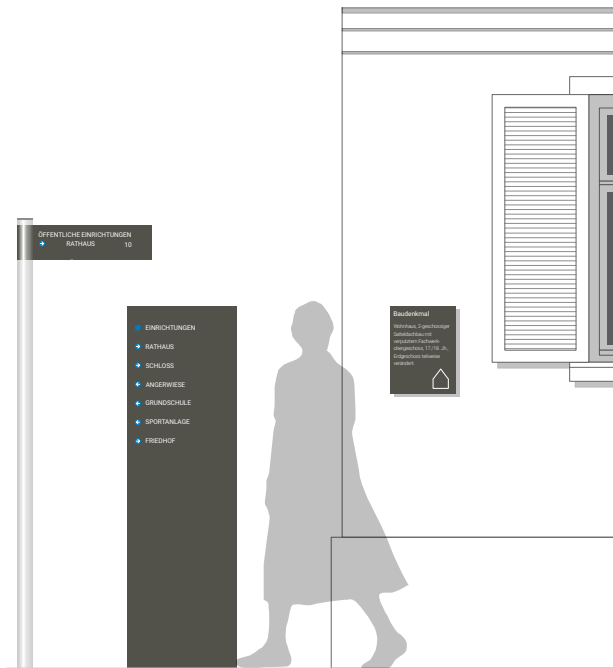 ÖFFENTLICHE EINRICHTUNGEN
RATHAUS 10
EINRICHTUNGEN
RATHAUS
SCHLOSS
ANGERWIESE
GRUNDSCHULE
SPORTANLAGE
FRIEDHOF
Baudenkmal
Wohnhaus, 2-geschossiger
Satteldachbau mit
verputztem Fachwerk-
obergeschoss, 17./18. Jh.,
Erdgeschoss teilweise
verändert